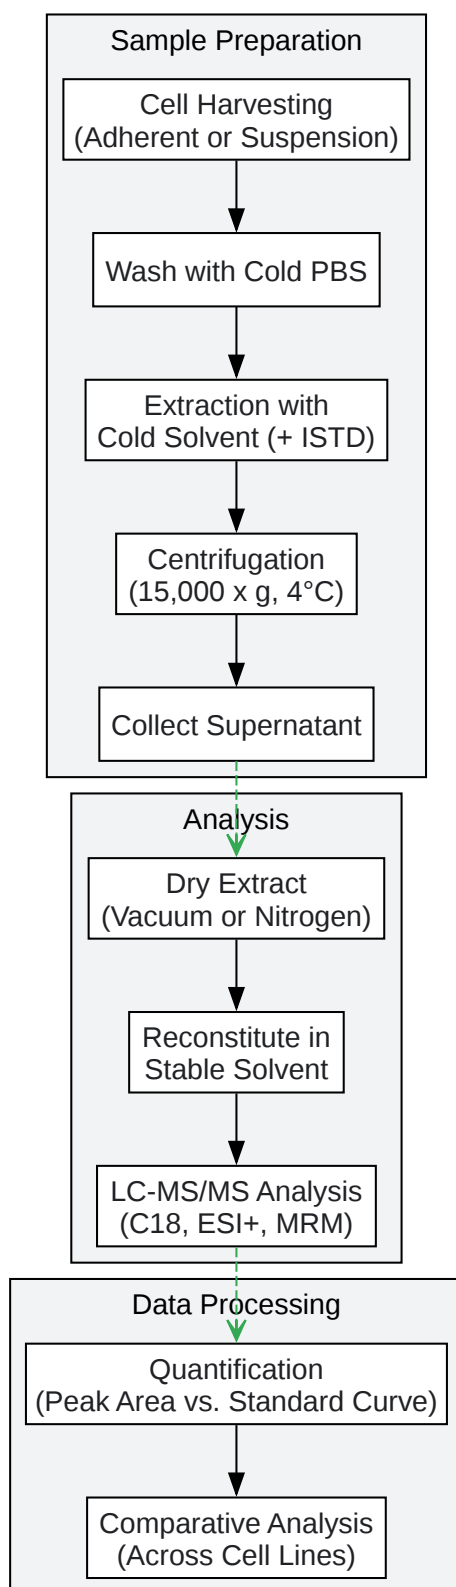 Sample Preparation
Cell Harvesting
(Adherent or Suspension)
Wash with Cold PBS
Extraction with
Cold Solvent (+ ISTD)
Centrifugation
(15,000 x g, 4°C)
Collect Supernatant
Analysis
Dry Extract
(Vacuum or Nitrogen)
Reconstitute in
Stable Solvent
LC-MS/MS Analysis
(C18, ESI+, MRM)
Data Processing
Quantification
(Peak Area vs. Standard Curve)
Comparative Analysis
(Across Cell Lines)